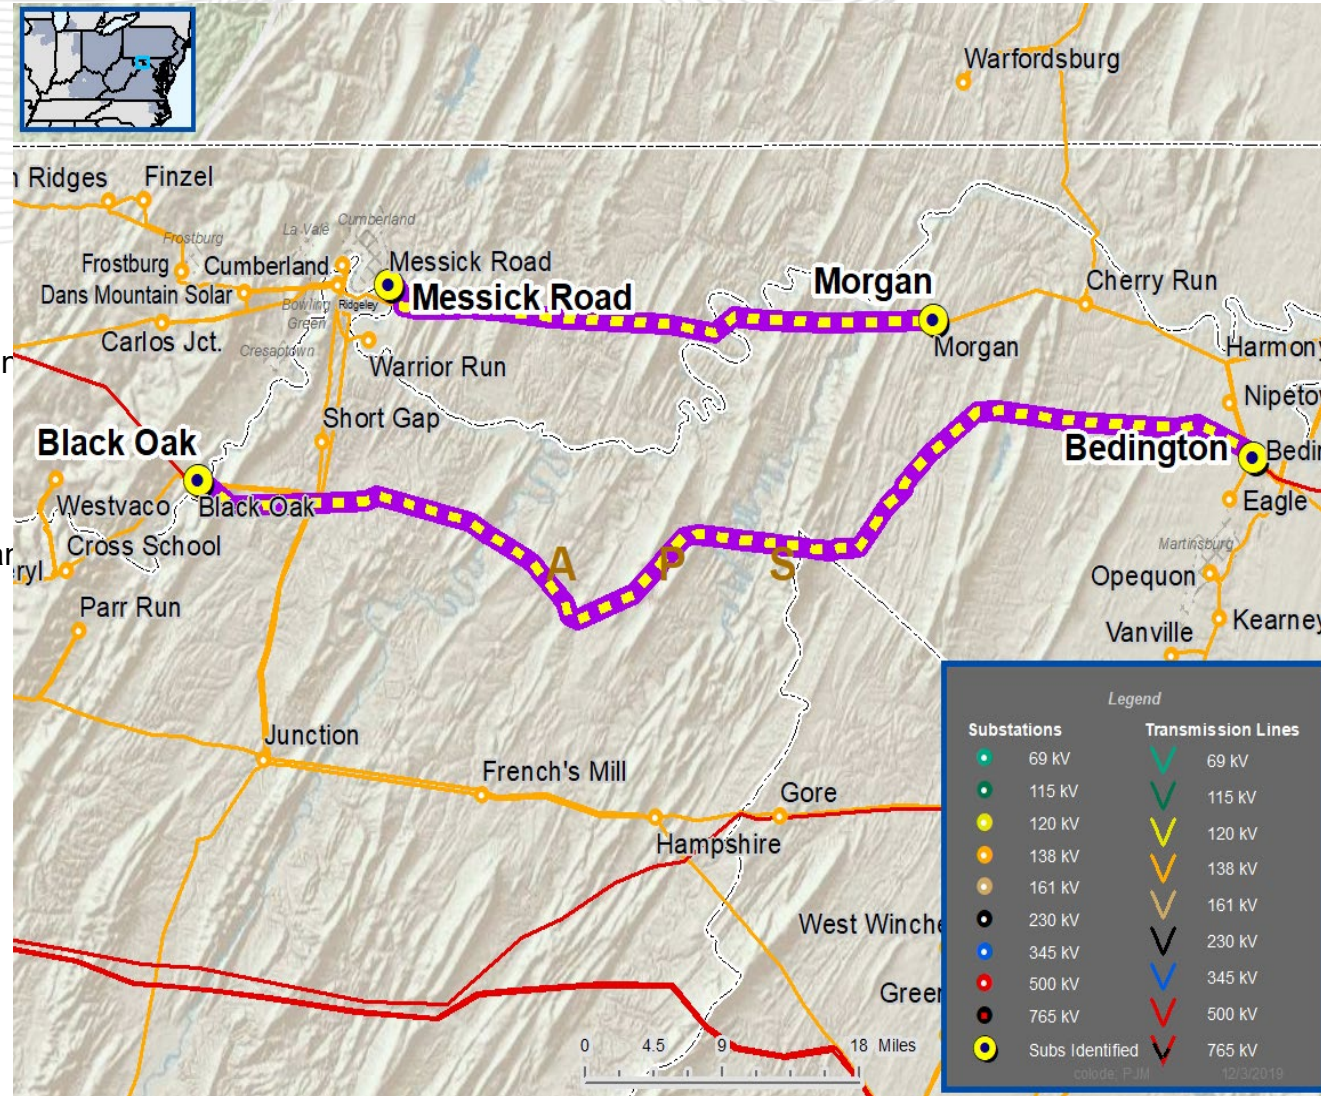 Warfordsburg
Ridges
Finzel
Frostburg
La Vale
Cumberland
Frostburg
Cumberland
Messick Road
Dans Mountain Solar
Messick Road
Bowling
Green
Ridgeley
Morgan
Cherry Run
Carlos Jct.
Cresaptown
Warrior Run
Morgan
Harmony
Short Gap
Black Oak
Bedington
Eagle
Westvaco
Black Oak
Cross School
Martinsburg
A P S
Opequon
Parr Run
Vanville
Junction
French's Mill
Gore
Hampshire
West Winche
Green
0 4.5 9 18 Miles
Legend
Substations Transmission Lines
69 kV 69 kV
115 kV 115 kV
120 kV 120 kV
138 kV 138 kV
161 kV 161 kV
230 kV 230 kV
345 kV 345 kV
500 kV 500 kV
765 kV 765 kV
Subs Identified
colode: PJM 12/3/2019